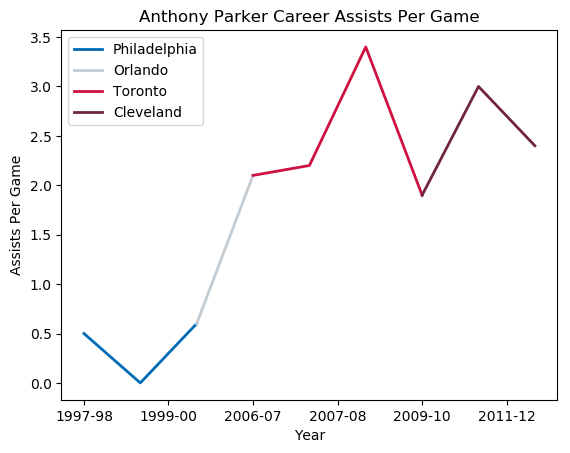 Anthony Parker Career Assists Per Game
Philadelphia
Orlando
Toronto
Cleveland
3.5
3.0
2.5
2.0
1.5
1.0
0.5
0.0
Assists Per Game
1997-98 1999-00 2006-07 2007-08 2009-10 2011-12
Year